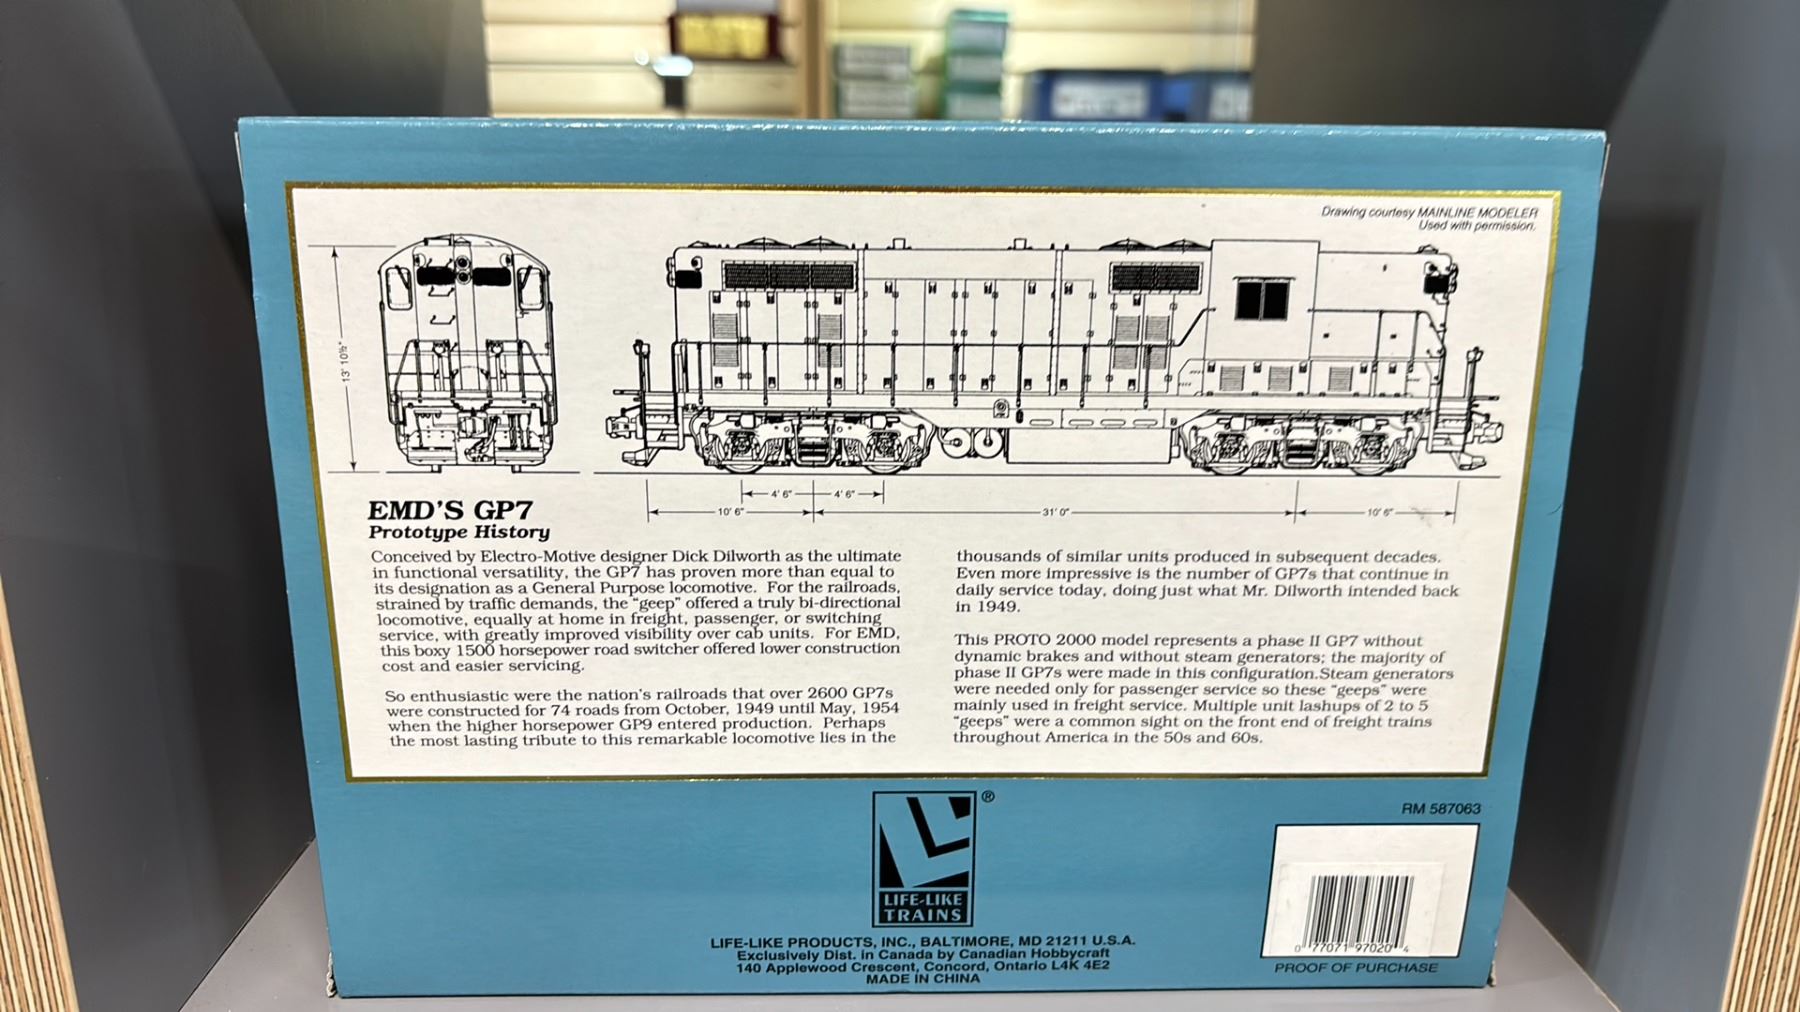 Drawing courtesy MAINLINE MODELER
Used with permission.
13' 10½"
4' 6"
4' 6"
10' 6"
31' 0"
10' 6"
EMD'S GP7
Prototype History
Conceived by Electro-Motive designer Dick Dilworth as the ultimate
in functional versatility, the GP7 has proven more than equal to
its designation as a General Purpose locomotive. For the railroads,
strained by traffic demands, the "geep" offered a truly bi-directional
locomotive, equally at home in freight, passenger, or switching
service, with greatly improved visibility over cab units. For EMD,
this boxy 1500 horsepower road switcher offered lower construction
cost and easier servicing.
So enthusiastic were the nation's railroads that over 2600 GP7s
were constructed for 74 roads from October, 1949 until May, 1954
when the higher horsepower GP9 entered production. Perhaps
the most lasting tribute to this remarkable locomotive lies in the
thousands of similar units produced in subsequent decades.
Even more impressive is the number of GP7s that continue in
daily service today, doing just what Mr. Dilworth intended back
in 1949.
This PROTO 2000 model represents a phase II GP7 without
dynamic brakes and without steam generators; the majority of
phase II GP7s were made in this configuration.Steam generators
were needed only for passenger service so these "geeps" were
mainly used in freight service. Multiple unit lashups of 2 to 5
"geeps" were a common sight on the front end of freight trains
throughout America in the 50s and 60s.
®
LIFE-LIKE
TRAINS
LIFE-LIKE PRODUCTS, INC., BALTIMORE, MD 21211 U.S.A.
Exclusively Dist. in Canada by Canadian Hobbycraft
140 Applewood Crescent, Concord, Ontario L4K 4E2
MADE IN CHINA
RM 587063
0 77071 97020 4
PROOF OF PURCHASE